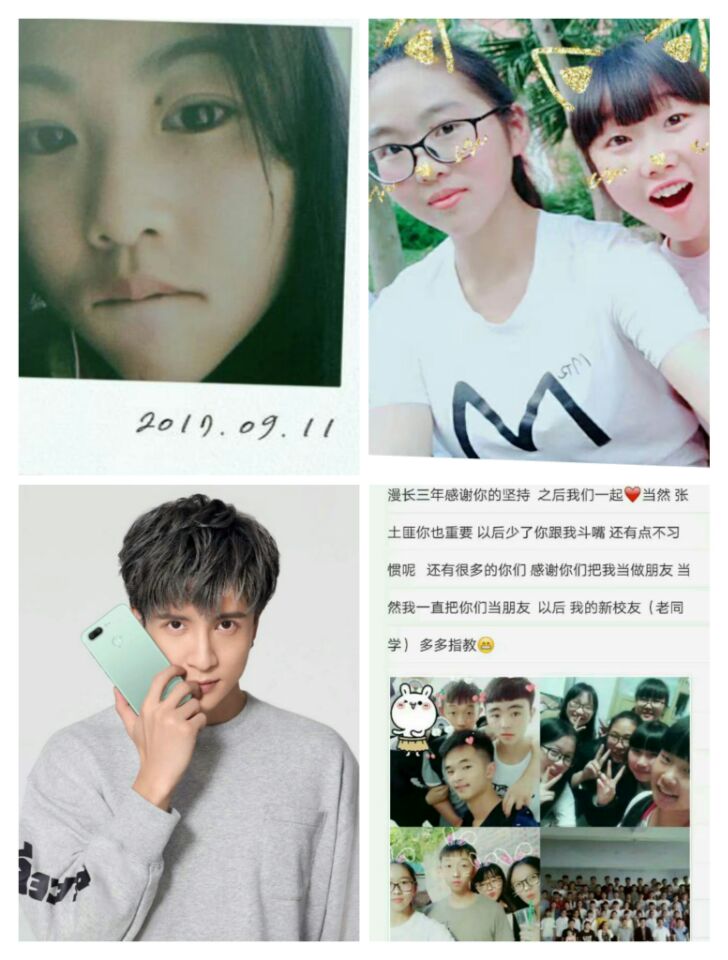 2017.09.11
M
漫长三年感谢你的坚持 之后我们一起❤️当然 张
土匪你也重要 以后少了你跟我斗嘴 还有点不习
惯呢 还有很多的你们 感谢你们把我当做朋友 当
然我一直把你们当朋友 以后 我的新校友（老同
学） 多多指教😁